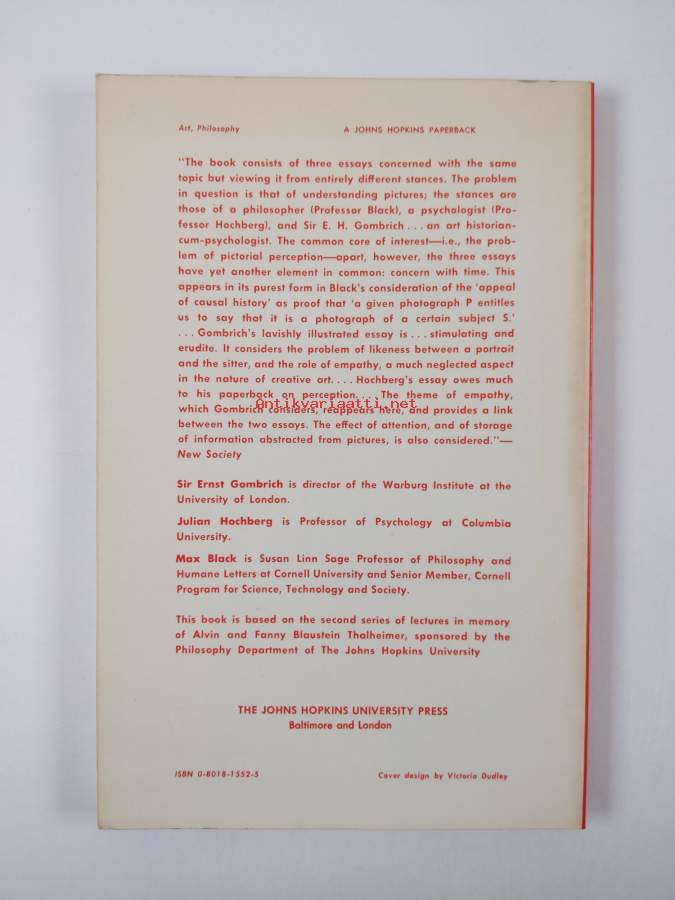 Art, Philosophy
A JOHNS HOPKINS PAPERBACK
"The book consists of three essays concerned with the same
topic but viewing it from entirely different stances. The problem
in question is that of understanding pictures; the stances are
those of a philosopher (Professor Black), a psychologist (Pro-
fessor Hochberg), and Sir E. H. Gombrich . . . an art historian-
cum-psychologist. The common core of interest—i.e., the prob-
lem of pictorial perception—apart, however, the three essays
have yet another element in common: concern with time. This
appears in its purest form in Black's consideration of the 'appeal
of causal history' as proof that 'a given photograph P entitles
us to say that it is a photograph of a certain subject S.'
. . . Gombrich's lavishly illustrated essay is . . . stimulating and
erudite. It considers the problem of likeness between a portrait
and the sitter, and the role of empathy, a much neglected aspect
in the nature of creative art. . . . Hochberg's essay owes much
to his paperback on perception. . . . The theme of empathy,
Antikvariaatti.net
which Gombrich considers, reappears here, and provides a link
between the two essays. The effect of attention, and of storage
of information abstracted from pictures, is also considered."—
New Society
Sir Ernst Gombrich is director of the Warburg Institute at the
University of London.
Julian Hochberg is Professor of Psychology at Columbia
University.
Max Black is Susan Linn Sage Professor of Philosophy and
Humane Letters at Cornell University and Senior Member, Cornell
Program for Science, Technology and Society.
This book is based on the second series of lectures in memory
of Alvin and Fanny Blaustein Thalheimer, sponsored by the
Philosophy Department of The Johns Hopkins University
THE JOHNS HOPKINS UNIVERSITY PRESS
Baltimore and London
ISBN 0-8018-1552-5
Cover design by Victoria Dudley